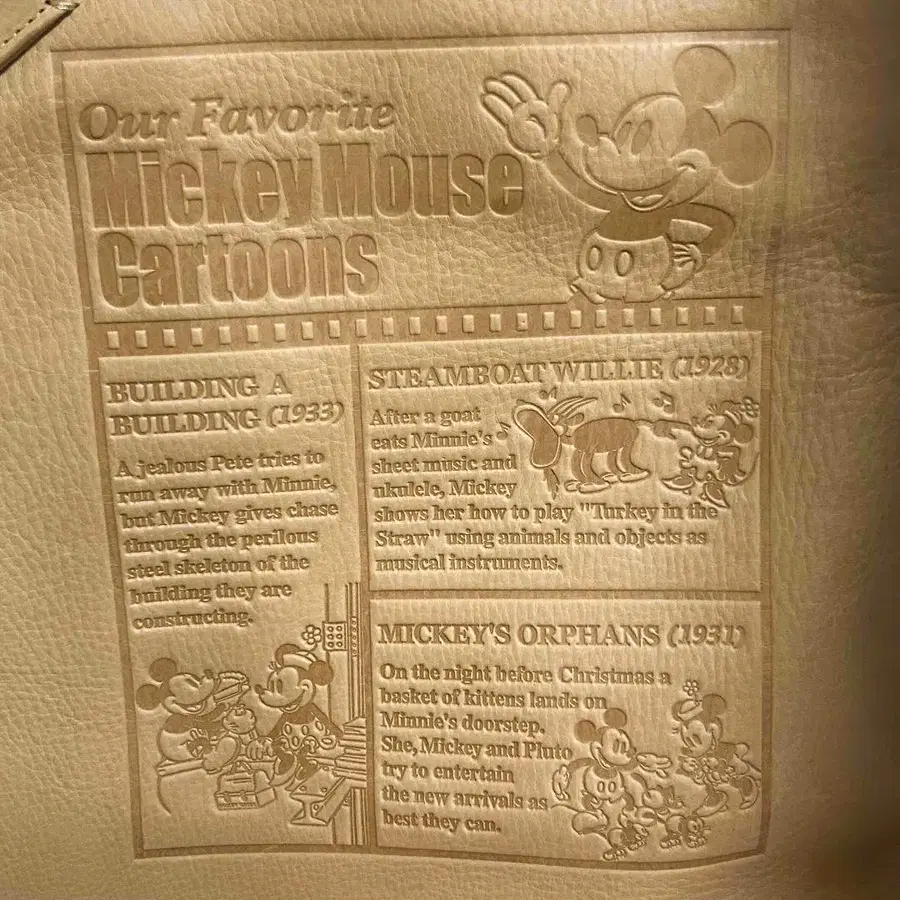 Our Favorite
Mickey Mouse
Cartoons
BUILDING A
BUILDING (1933)
A jealous Pete tries to
run away with Minnie,
but Mickey gives chase
through the perilous
steel skeleton of the
building they are
constructing.
STEAMBOAT WILLIE (1928)
After a goat
eats Minnie's
sheet music and
ukulele, Mickey
shows her how to play "Turkey in the
Straw" using animals and objects as
musical instruments.
MICKEY'S ORPHANS (1931)
On the night before Christmas a
basket of kittens lands on
Minnie's doorstep.
She, Mickey and Pluto
try to entertain
the new arrivals as
best they can.